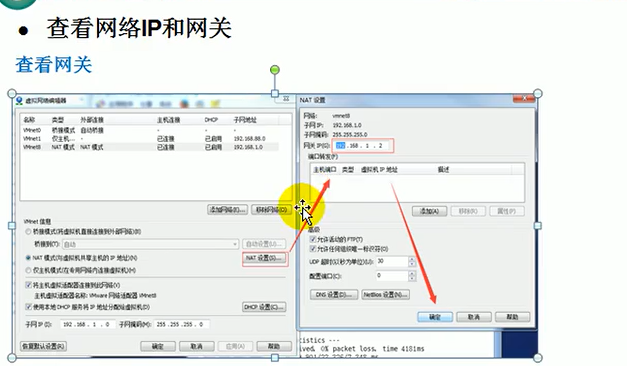 ● 查看网络IP和网关
查看网关
虚拟网络编辑器
名称 类型 外部连接 主机连接 DHCP 子网地址
VMnet0 桥接模式 自动桥接 - - -
VMnet1 仅主机... - 已连接 已启用 192.168.88.0
VMnet8 NAT 模式 NAT 模式 已连接 已启用 192.168.1.0
添加网络(E)... 移除网络(O)
VMnet 信息
桥接模式(将虚拟机直接连接到外部网络)(B)
桥接到(T): 自动 自动设置(U)...
NAT 模式(与虚拟机共享主机的 IP 地址)(N) NAT 设置(S)...
仅主机模式(在专用网络内连接虚拟机)(H)
将主机虚拟适配器连接到此网络(V)
主机虚拟适配器名称: VMware 网络适配器 VMnet8
使用本地 DHCP 服务将 IP 地址分配给虚拟机(D) DHCP 设置(C)...
子网 IP(I): 192 . 168 . 1 . 0 子网掩码(M): 255 . 255 . 255 . 0
恢复默认设置(R) 确定 取消 应用(A) 帮助
NAT 设置
网络: vmnet8
子网 IP: 192.168.1.0
子网掩码: 255.255.255.0
网关 IP(G): 192 . 168 . 1 . 2
端口转发(F)
主机端口 类型 虚拟机 IP 地址 描述
添加(A)... 移除(R) 属性(P)
高级
允许活动的 FTP(T)
允许任何组织唯一标识符(O)
UDP 超时(以秒为单位)(U): 30
配置端口(C): 0
DNS 设置(D)... NetBios 设置(N)...
确定 取消 帮助
tistics ---
ived, 0% packet loss, time 4181ms